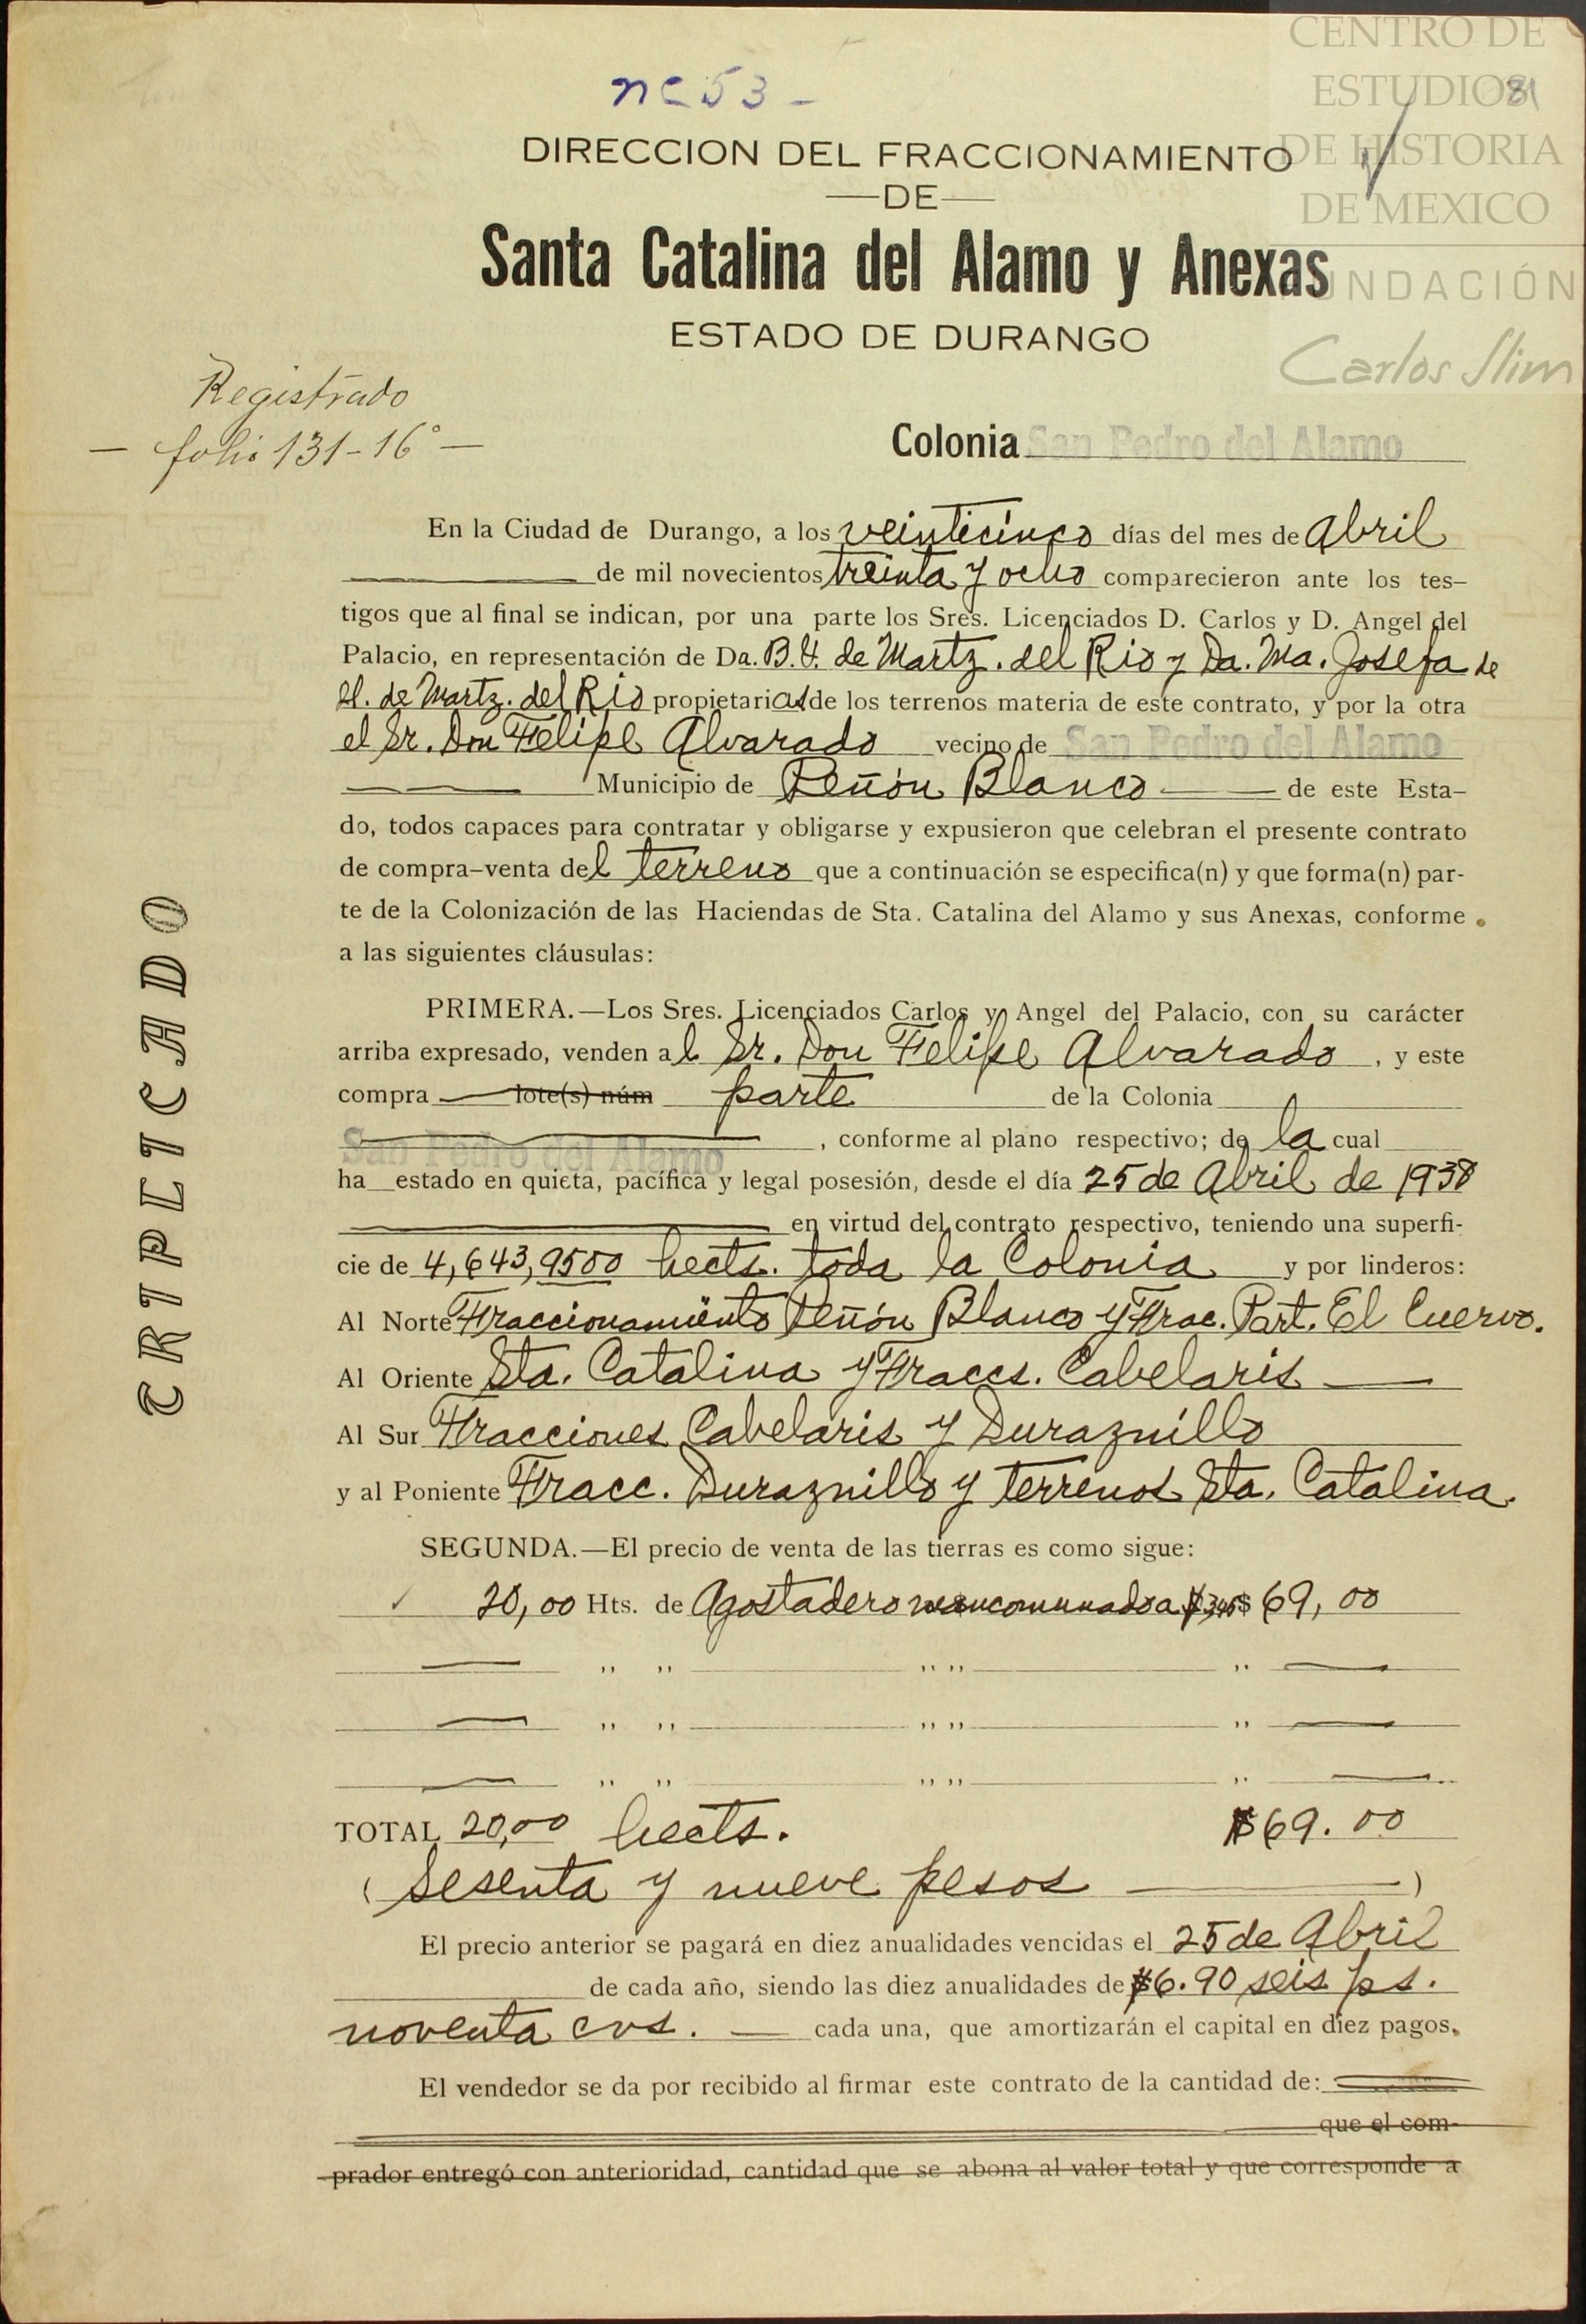 CENTRO DE
ESTUDIOS
DE HISTORIA
DE MEXICO
FUNDACIÓN
Carlos Slim
81
nc 53 -
DIRECCION DEL FRACCIONAMIENTO
—DE—
Santa Catalina del Alamo y Anexas
ESTADO DE DURANGO
Registrado
— folio 131-16° —
Colonia San Pedro del Alamo
En la Ciudad de Durango, a los veinticinco días del mes de Abril
de mil novecientos treinta y ocho comparecieron ante los tes-
tigos que al final se indican, por una parte los Sres. Licenciados D. Carlos y D. Angel del
Palacio, en representación de Da. B. de Martz. del Rio y Da. Ma. Josefa de
de Martz. del Rio propietarias de los terrenos materia de este contrato, y por la otra
el Sr. Don Felipe Alvarado vecino de San Pedro del Alamo
Municipio de Peñón Blanco de este Esta-
do, todos capaces para contratar y obligarse y expusieron que celebran el presente contrato
de compra-venta del terreno que a continuación se especifica(n) y que forma(n) par-
te de la Colonización de las Haciendas de Sta. Catalina del Alamo y sus Anexas, conforme
a las siguientes cláusulas:
TRIPLICADO
PRIMERA.—Los Sres. Licenciados Carlos y Angel del Palacio, con su carácter
arriba expresado, venden al Sr. Don Felipe Alvarado, y este
compra lote(s) núm parte de la Colonia
San Pedro del Alamo, conforme al plano respectivo; de la cual
ha estado en quieta, pacífica y legal posesión, desde el día 25 de Abril de 1938
en virtud del contrato respectivo, teniendo una superfi-
cie de 4,643,9500 hects. toda la Colonia y por linderos:
Al Norte Fraccionamiento Peñón Blanco y Frac. Part. El Cuervo.
Al Oriente Sta. Catalina y Fraccs. Cabelaris
Al Sur Fracciones Cabelaris y Duraznillo
y al Poniente Fracc. Duraznillo y terrenos Sta. Catalina.
SEGUNDA.—El precio de venta de las tierras es como sigue:
20,00 Hts. de Agostadero mancomunado a $3,45 $ 69,00
,, ,, ,, ,, ,,
,, ,, ,, ,, ,,
,, ,, ,, ,, ,,
TOTAL 20,00 hects. $69.00
(Sesenta y nueve pesos)
El precio anterior se pagará en diez anualidades vencidas el 25 de Abril
de cada año, siendo las diez anualidades de $6.90 seis ps.
noventa cvs. cada una, que amortizarán el capital en diez pagos.
El vendedor se da por recibido al firmar este contrato de la cantidad de:
que el com-
prador entregó con anterioridad, cantidad que se abona al valor total y que corresponde a